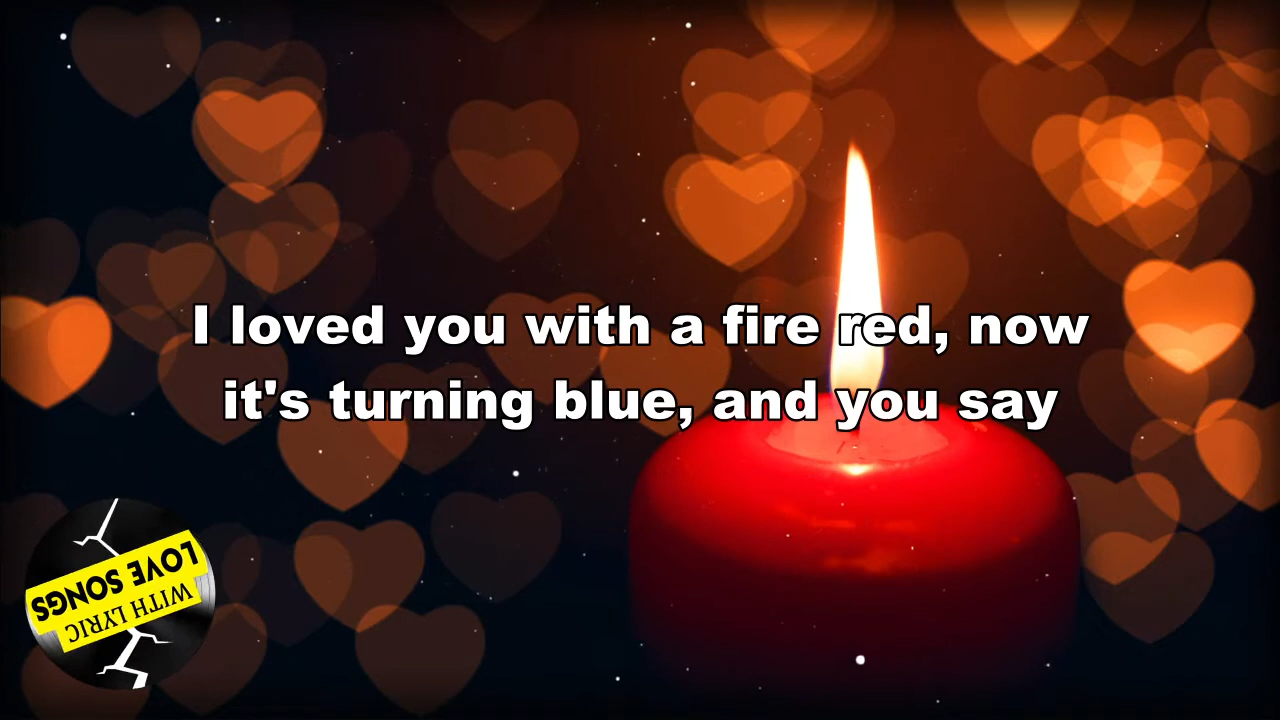 I loved you with a fire red, now
it's turning blue, and you say
LOVE SONGS
WITH LYRIC